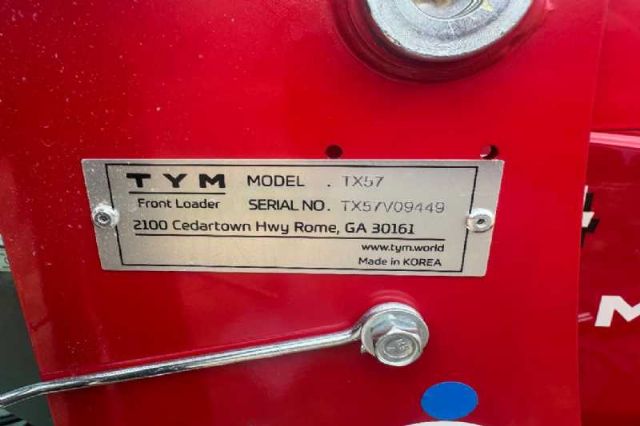 TYM MODEL . TX57
Front Loader SERIAL NO. TX57V09449
2100 Cedartown Hwy Rome, GA 30161
www.tym.world
Made in KOREA
4
M